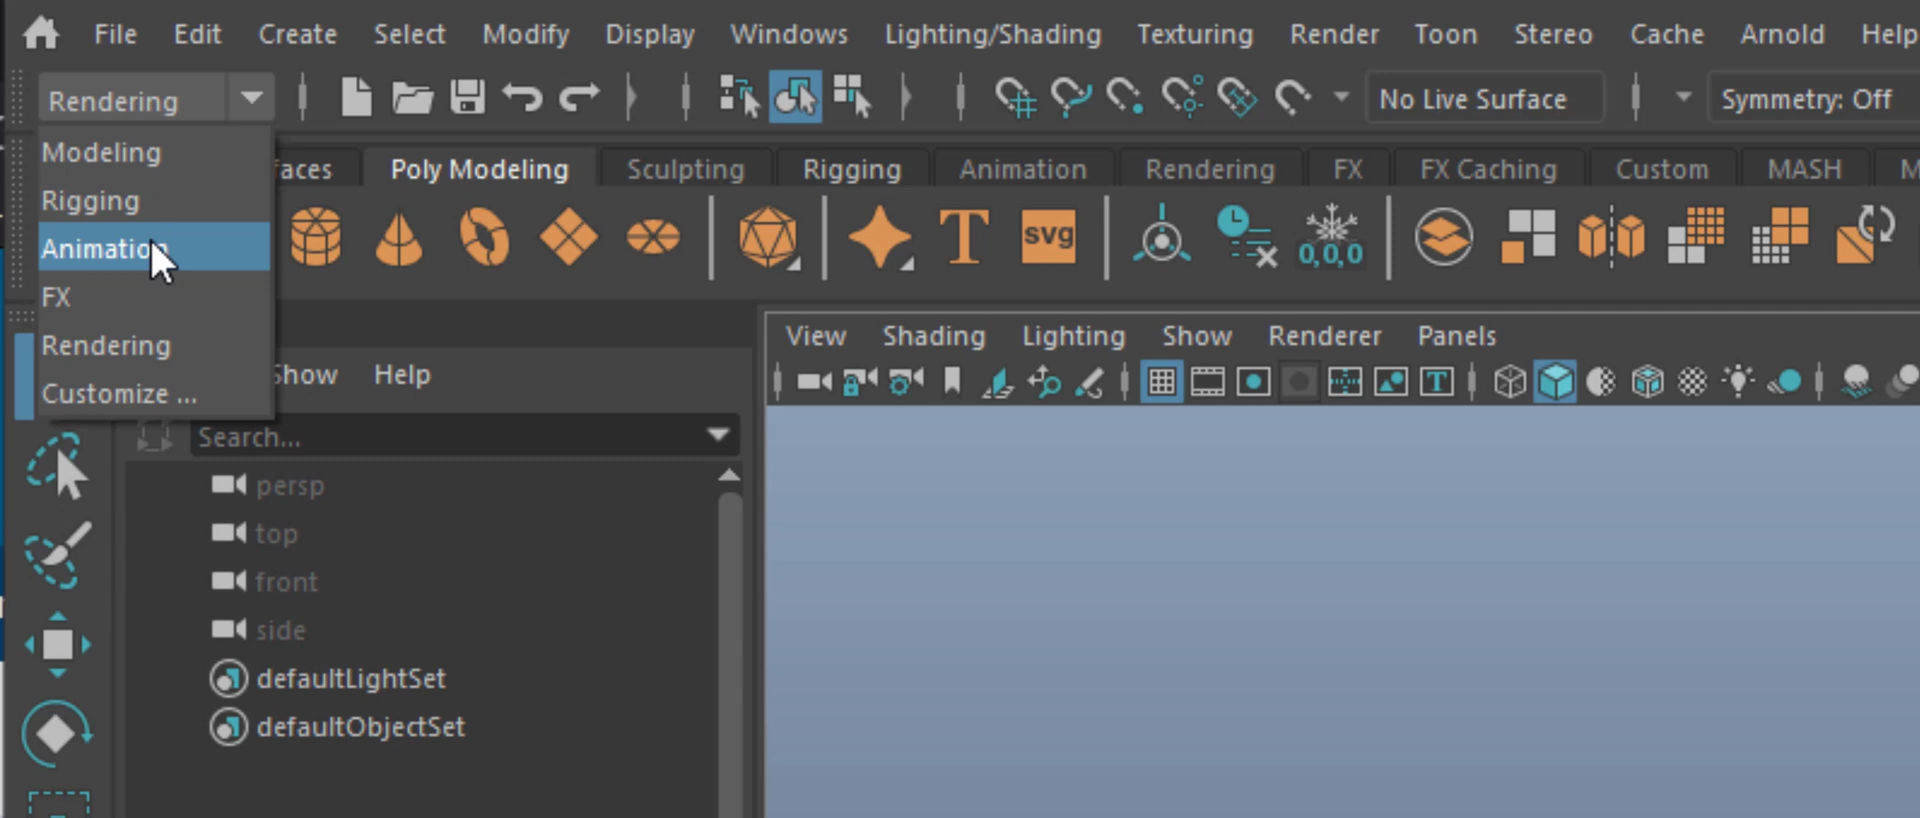 File Edit Create Select Modify Display Windows Lighting/Shading Texturing Render Toon Stereo Cache Arnold Help
Rendering No Live Surface Symmetry: Off
Modeling
Rigging
Animation
FX
Rendering
Customize ...
faces Poly Modeling Sculpting Rigging Animation Rendering FX FX Caching Custom MASH M
T svg
0,0,0
View Shading Lighting Show Renderer Panels
T
Show Help
Search...
persp
top
front
side
defaultLightSet
defaultObjectSet